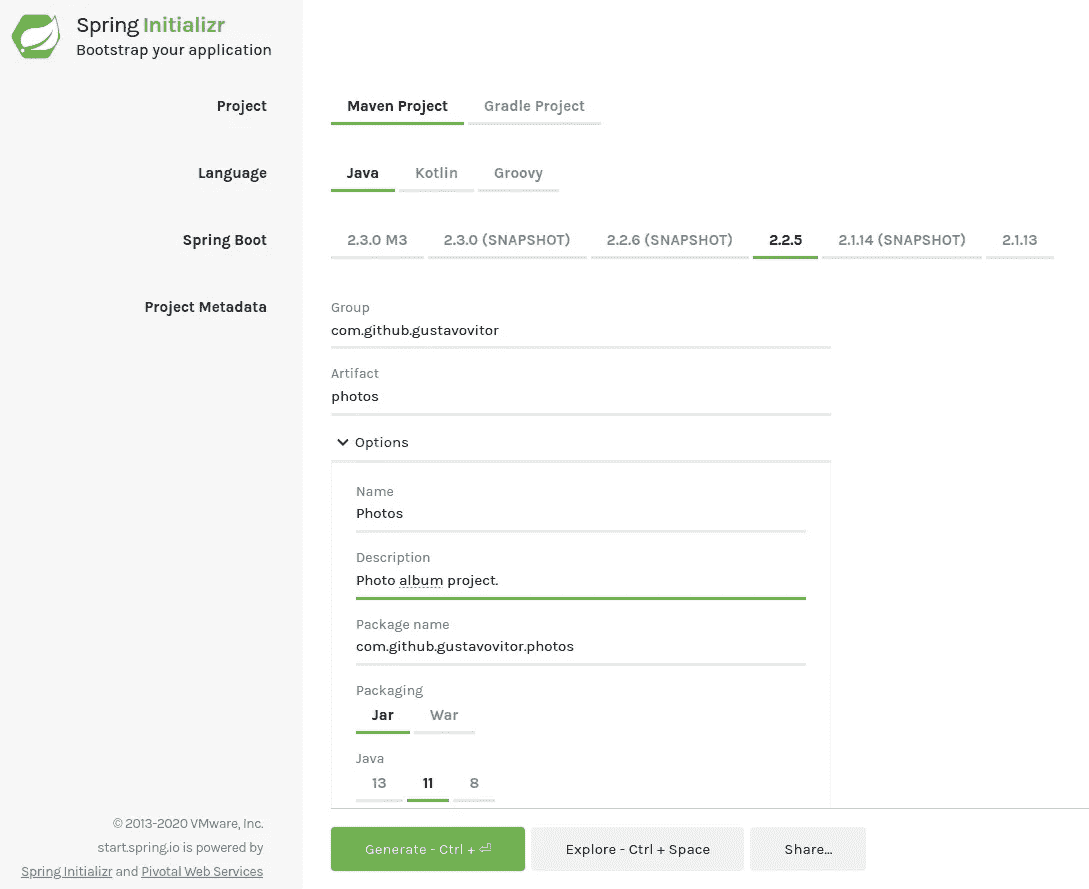 Spring Initializr
Bootstrap your application
Project
Maven Project Gradle Project
Language
Java Kotlin Groovy
Spring Boot
2.3.0 M3 2.3.0 (SNAPSHOT) 2.2.6 (SNAPSHOT) 2.2.5 2.1.14 (SNAPSHOT) 2.1.13
Project Metadata
Group
com.github.gustavovitor
Artifact
photos
Options
Name
Photos
Description
Photo album project.
Package name
com.github.gustavovitor.photos
Packaging
Jar War
Java
13 11 8
© 2013-2020 VMware, Inc.
start.spring.io is powered by
Spring Initializr and Pivotal Web Services
Generate - Ctrl + ⏎ Explore - Ctrl + Space Share...